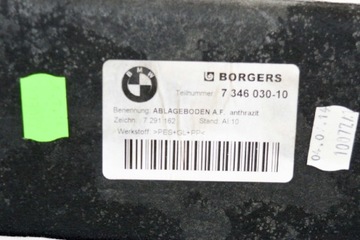 BMW
BORGERS
Teilnummer: 7 346 030-10
Benennung: ABLAGEBODEN A.F. anthrazit
Zeichn.: 7 291 162 Stand: AI 10
Werkstoff: >PES+GL+PP<